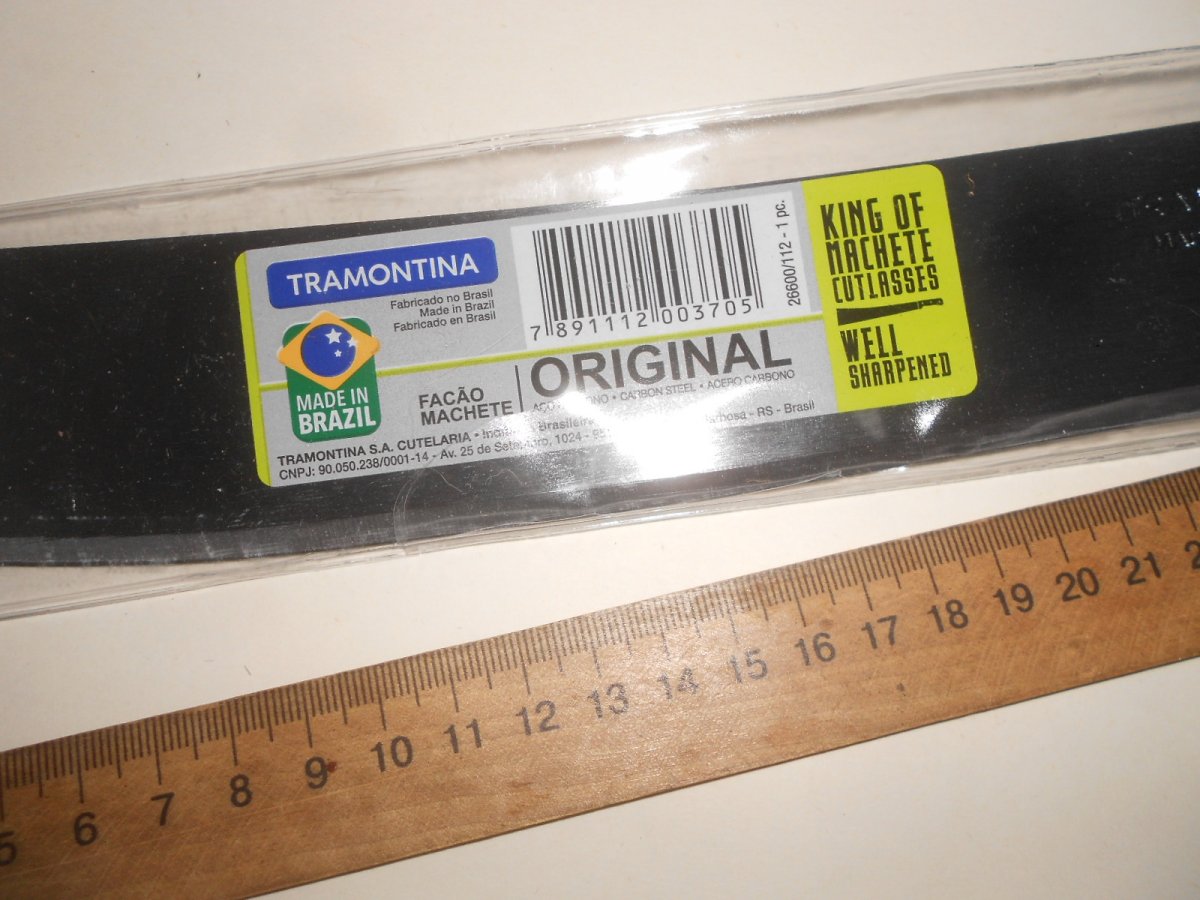 TRAMONTINA
Fabricado no Brasil
Made in Brazil
Fabricado en Brasil
MADE IN
BRAZIL
7 891112 003705
26600/112 - 1 pc.
FACÃO
MACHETE
ORIGINAL
CARBON STEEL • ACERO CARBONO
TRAMONTINA S.A. CUTELARIA •
CNPJ: 90.050.238/0001-14 - Av. 25 de Setembro, 1024 - RS - Brasil
KING OF
MACHETE
CUTLASSES
WELL
SHARPENED
5 6 7 8 9 10 11 12 13 14 15 16 17 18 19 20 21